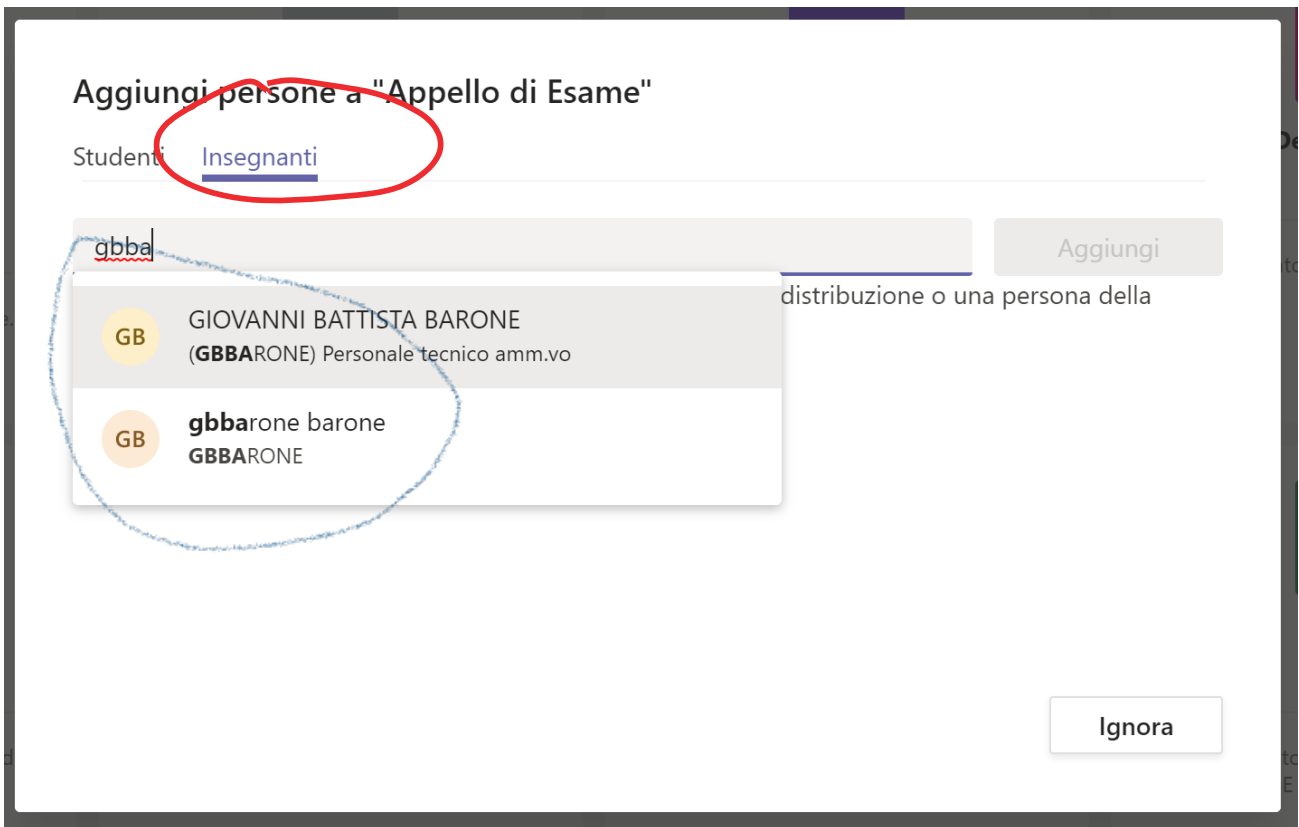 Aggiungi persone a "Appello di Esame"
Studenti Insegnanti
gbba
Aggiungi
distribuzione o una persona della
GB
GIOVANNI BATTISTA BARONE
(GBBARONE) Personale tecnico amm.vo
GB
gbbarone barone
GBBARONE
Ignora